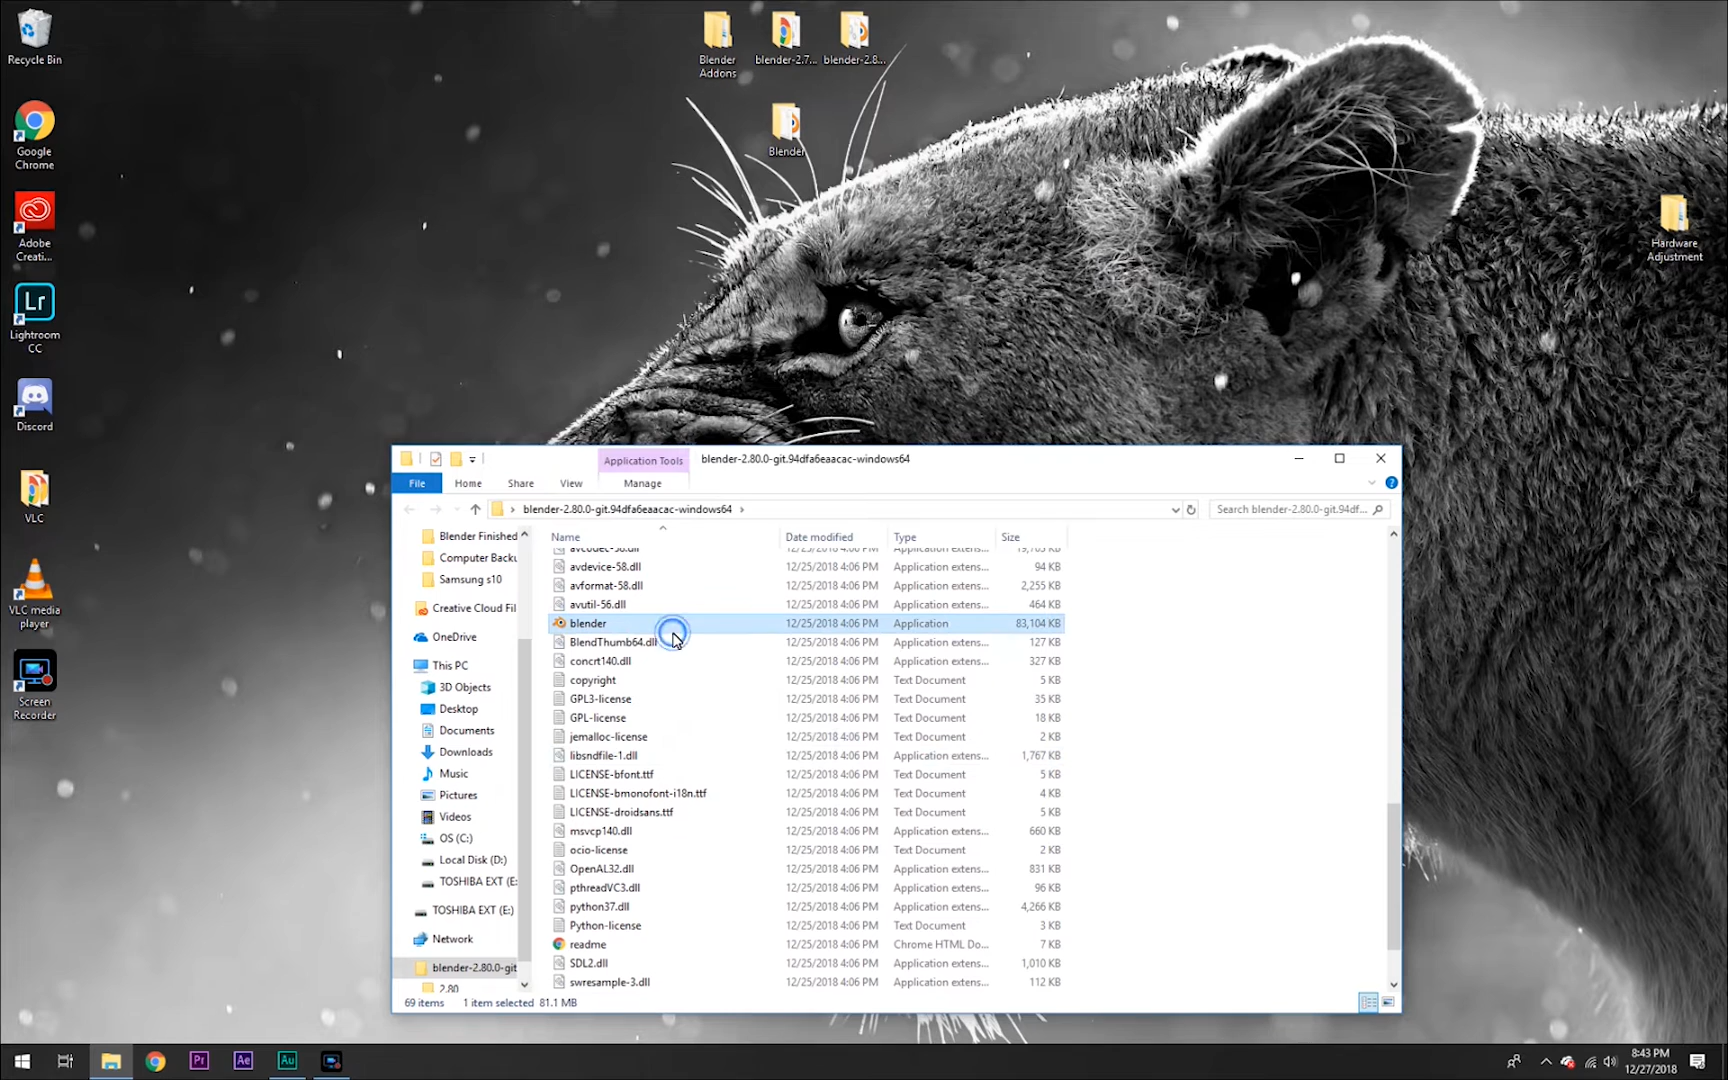 Recycle Bin
Google
Chrome
Adobe
Creati...
Lightroom
CC
Discord
VLC
VLC media
player
Screen
Recorder
Blender
Addons
blender-2.7...
blender-2.8...
Blender
Hardware
Adjustment
Application Tools
blender-2.80.0-git.94dfa6eaacac-windows64
File
Home
Share
View
Manage
blender-2.80.0-git.94dfa6eaacac-windows64
Search blender-2.80.0-git.94df...
Blender Finished
Computer Backu
Samsung s10
Creative Cloud Fil
OneDrive
This PC
3D Objects
Desktop
Documents
Downloads
Music
Pictures
Videos
OS (C:)
Local Disk (D:)
TOSHIBA EXT (E:
TOSHIBA EXT (E:)
Network
blender-2.80.0-git
2.80
Name Date modified Type Size
avcodec-58.dll 12/25/2018 4:06 PM Application extens...
avdevice-58.dll 12/25/2018 4:06 PM Application extens... 94 KB
avformat-58.dll 12/25/2018 4:06 PM Application extens... 2,255 KB
avutil-56.dll 12/25/2018 4:06 PM Application extens... 464 KB
blender 12/25/2018 4:06 PM Application 83,104 KB
BlendThumb64.dll 12/25/2018 4:06 PM Application extens... 127 KB
concrt140.dll 12/25/2018 4:06 PM Application extens... 327 KB
copyright 12/25/2018 4:06 PM Text Document 5 KB
GPL3-license 12/25/2018 4:06 PM Text Document 35 KB
GPL-license 12/25/2018 4:06 PM Text Document 18 KB
jemalloc-license 12/25/2018 4:06 PM Text Document 2 KB
libsndfile-1.dll 12/25/2018 4:06 PM Application extens... 1,767 KB
LICENSE-bfont.ttf 12/25/2018 4:06 PM Text Document 5 KB
LICENSE-bmonofont-i18n.ttf 12/25/2018 4:06 PM Text Document 4 KB
LICENSE-droidsans.ttf 12/25/2018 4:06 PM Text Document 5 KB
msvcp140.dll 12/25/2018 4:06 PM Application extens... 660 KB
ocio-license 12/25/2018 4:06 PM Text Document 2 KB
OpenAL32.dll 12/25/2018 4:06 PM Application extens... 831 KB
pthreadVC3.dll 12/25/2018 4:06 PM Application extens... 96 KB
python37.dll 12/25/2018 4:06 PM Application extens... 4,266 KB
Python-license 12/25/2018 4:06 PM Text Document 3 KB
readme 12/25/2018 4:06 PM Chrome HTML Do... 7 KB
SDL2.dll 12/25/2018 4:06 PM Application extens... 1,010 KB
swresample-3.dll 12/25/2018 4:06 PM Application extens... 112 KB
69 items 1 item selected 81.1 MB
Lr
Pr
Ae
Au
8:43 PM
12/27/2018